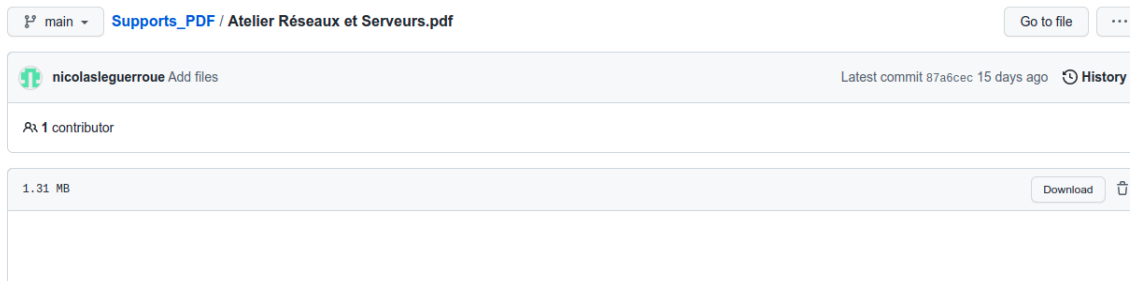 main Supports_PDF / Atelier Réseaux et Serveurs.pdf Go to file ...
nicolasleguerroue Add files Latest commit 87a6cec 15 days ago History
1 contributor
1.31 MB Download